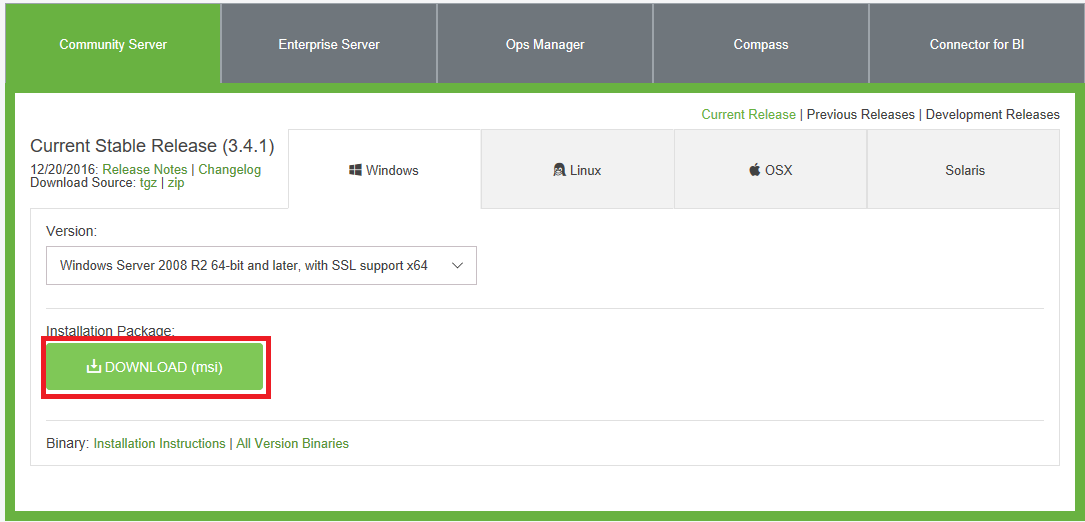 Community Server
Enterprise Server
Ops Manager
Compass
Connector for BI
Current Release | Previous Releases | Development Releases
Current Stable Release (3.4.1)
12/20/2016: Release Notes | Changelog
Download Source: tgz | zip
Windows
Linux
OSX
Solaris
Version:
Windows Server 2008 R2 64-bit and later, with SSL support x64
Installation Package:
DOWNLOAD (msi)
Binary: Installation Instructions | All Version Binaries